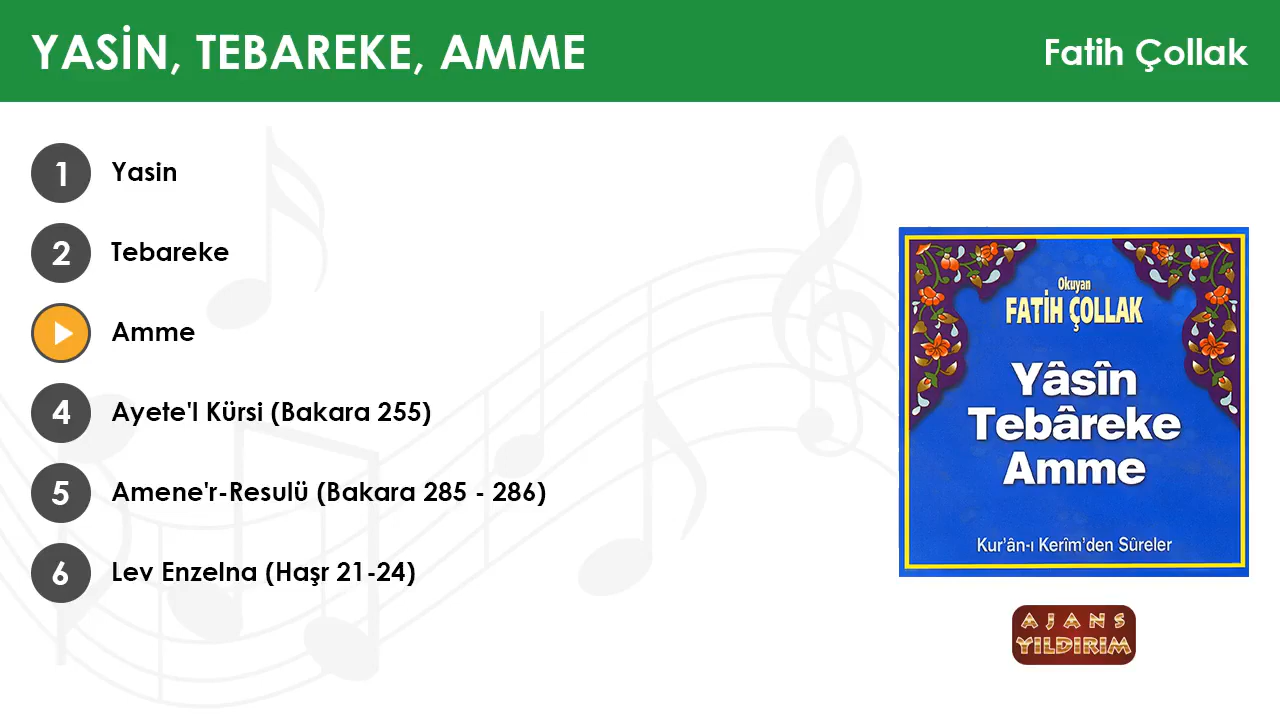 YASİN, TEBAREKE, AMME
Fatih Çollak
1 Yasin
2 Tebareke
Amme
4 Ayete'l Kürsi (Bakara 255)
5 Amene'r-Resulü (Bakara 285 - 286)
6 Lev Enzelna (Haşr 21-24)
Okuyan
FATİH ÇOLLAK
Yâsîn
Tebâreke
Amme
Kur'ân-ı Kerîm'den Sûreler
AJANS
YILDIRIM